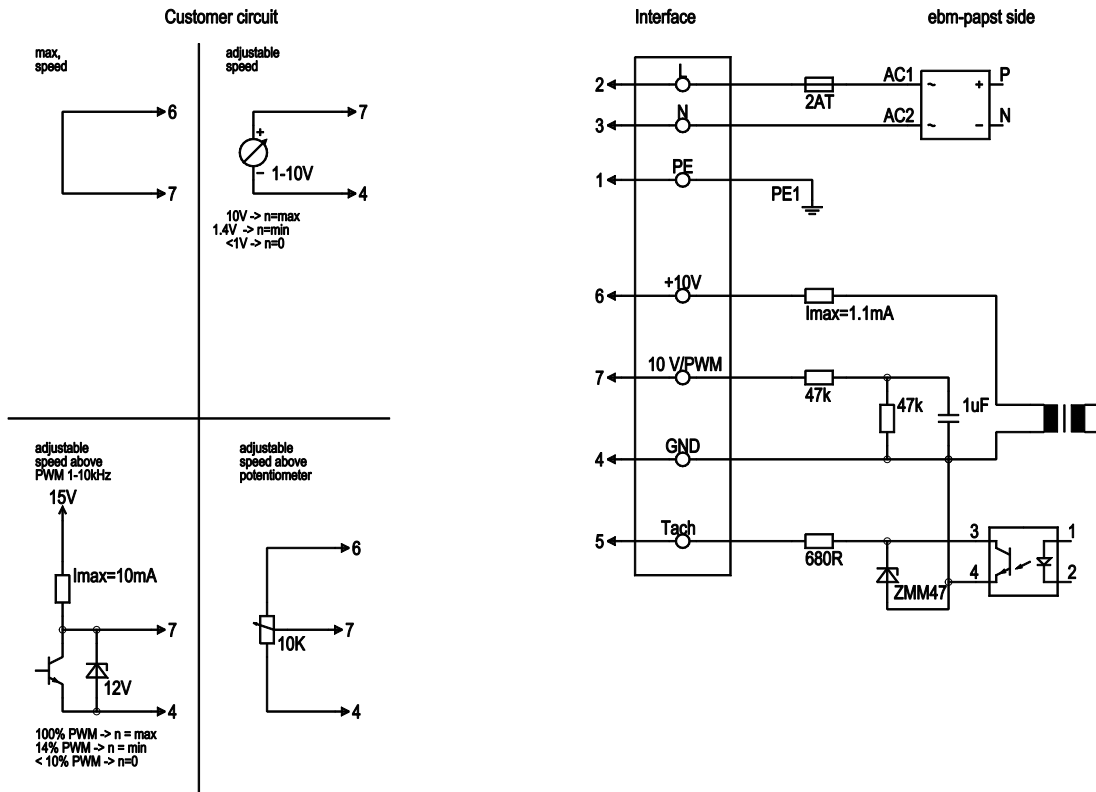 Customer circuit
max,
speed
6
7
adjustable
speed
7
+
1-10V
−
4
10V -> n=max
1.4V -> n=min
<1V -> n=0
adjustable
speed above
PWM 1-10kHz
15V
Imax=10mA
7
12V
4
100% PWM -> n = max
14% PWM -> n = min
< 10% PWM -> n=0
adjustable
speed above
potentiometer
6
7
10K
4
Interface
ebm-papst side
2
L
2AT
AC1
~
+
P
3
N
AC2
~
−
N
1
PE
PE1
6
+10V
Imax=1.1mA
7
10 V/PWM
47k
47k
1uF
4
GND
5
Tach
680R
ZMM47
3
4
1
2